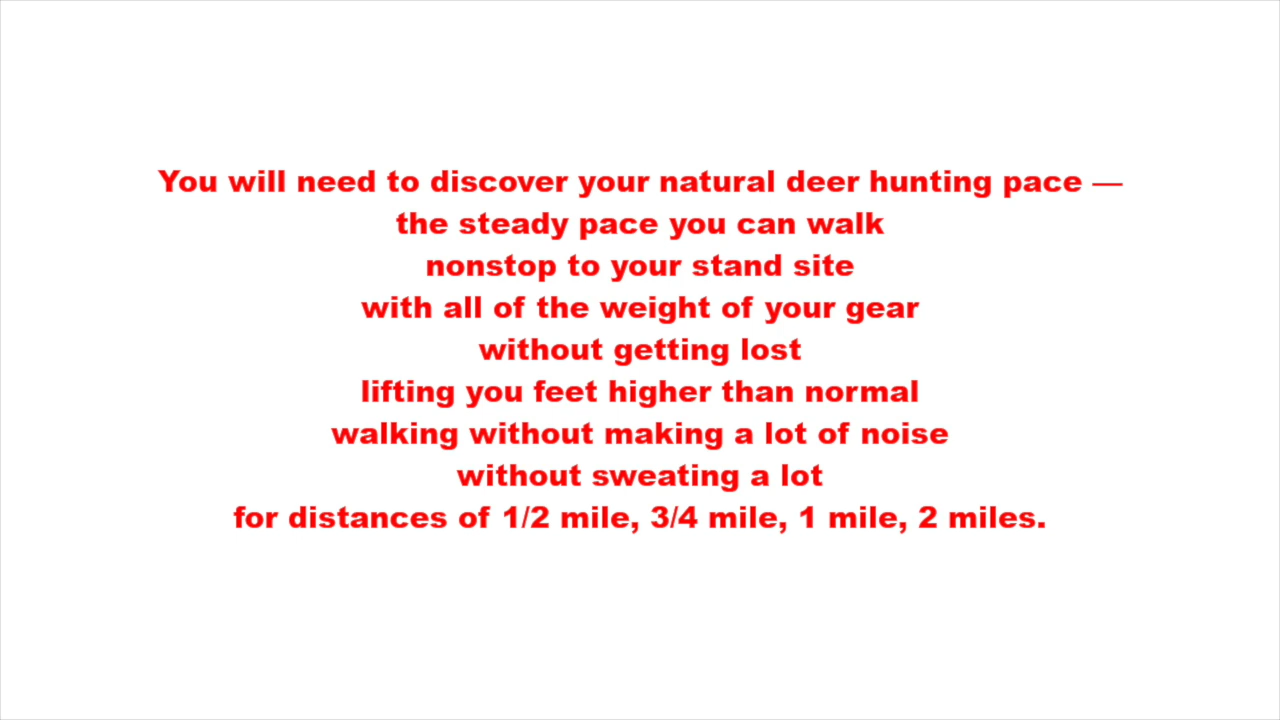 You will need to discover your natural deer hunting pace —
the steady pace you can walk
nonstop to your stand site
with all of the weight of your gear
without getting lost
lifting you feet higher than normal
walking without making a lot of noise
without sweating a lot
for distances of 1/2 mile, 3/4 mile, 1 mile, 2 miles.